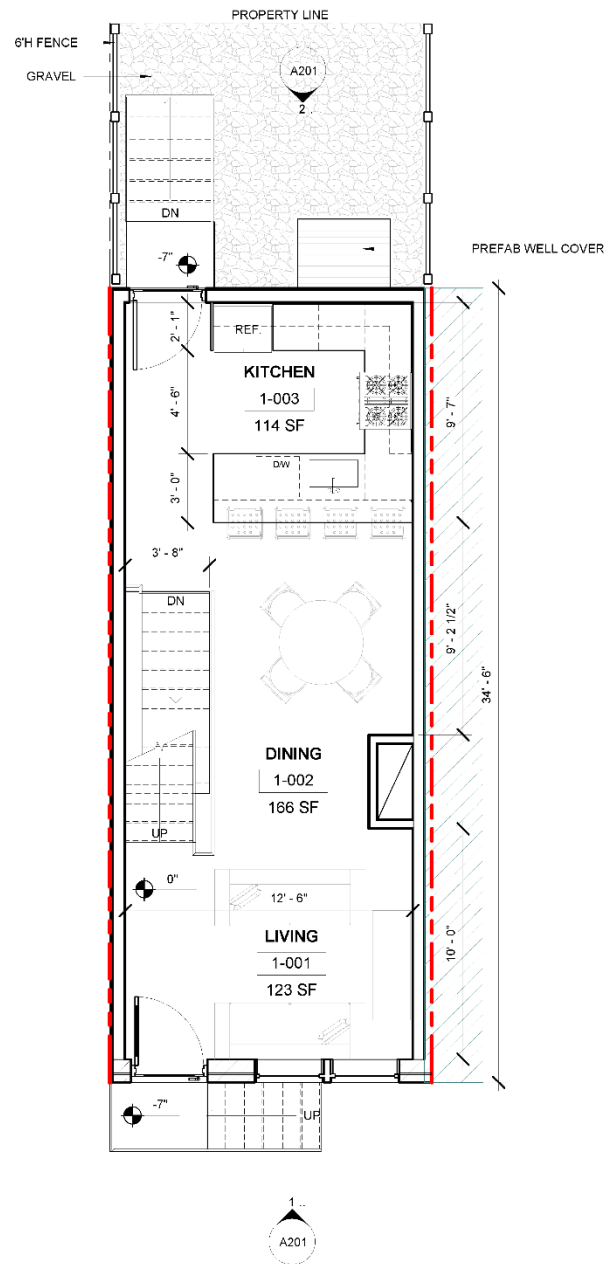 PROPERTY LINE
6'H FENCE
GRAVEL
A201
2 ..
DN
-7"
PREFAB WELL COVER
2' - 1"
REF.
KITCHEN
1-003
114 SF
4' - 6"
9' - 7"
D/W
3' - 0"
3' - 8"
DN
9' - 2 1/2"
34' - 6"
DINING
1-002
166 SF
UP
0"
12' - 6"
LIVING
1-001
123 SF
10' - 0"
-7"
UP
1 ..
A201